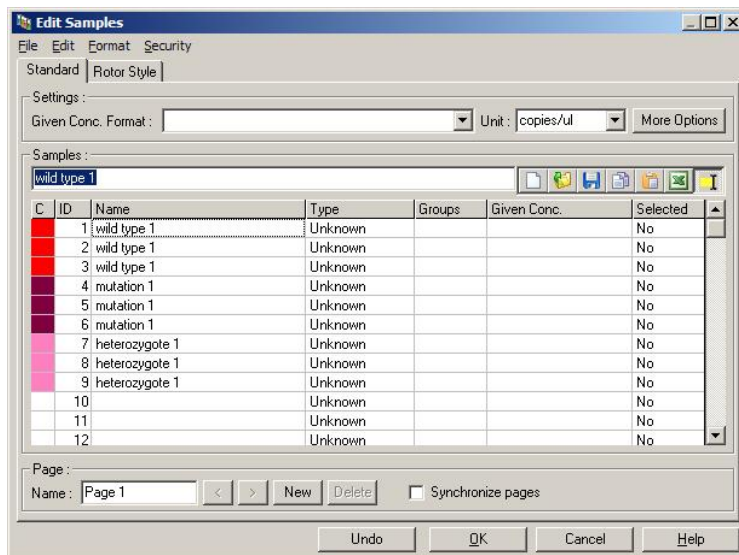 Edit Samples
File Edit Format Security
Standard Rotor Style
Settings :
Given Conc. Format : Unit : copies/ul More Options
Samples :
wild type 1
C ID Name Type Groups Given Conc. Selected
1 wild type 1 Unknown No
2 wild type 1 Unknown No
3 wild type 1 Unknown No
4 mutation 1 Unknown No
5 mutation 1 Unknown No
6 mutation 1 Unknown No
7 heterozygote 1 Unknown No
8 heterozygote 1 Unknown No
9 heterozygote 1 Unknown No
10 Unknown No
11 Unknown No
12 Unknown No
Page :
Name : Page 1 < > New Delete Synchronize pages
Undo OK Cancel Help